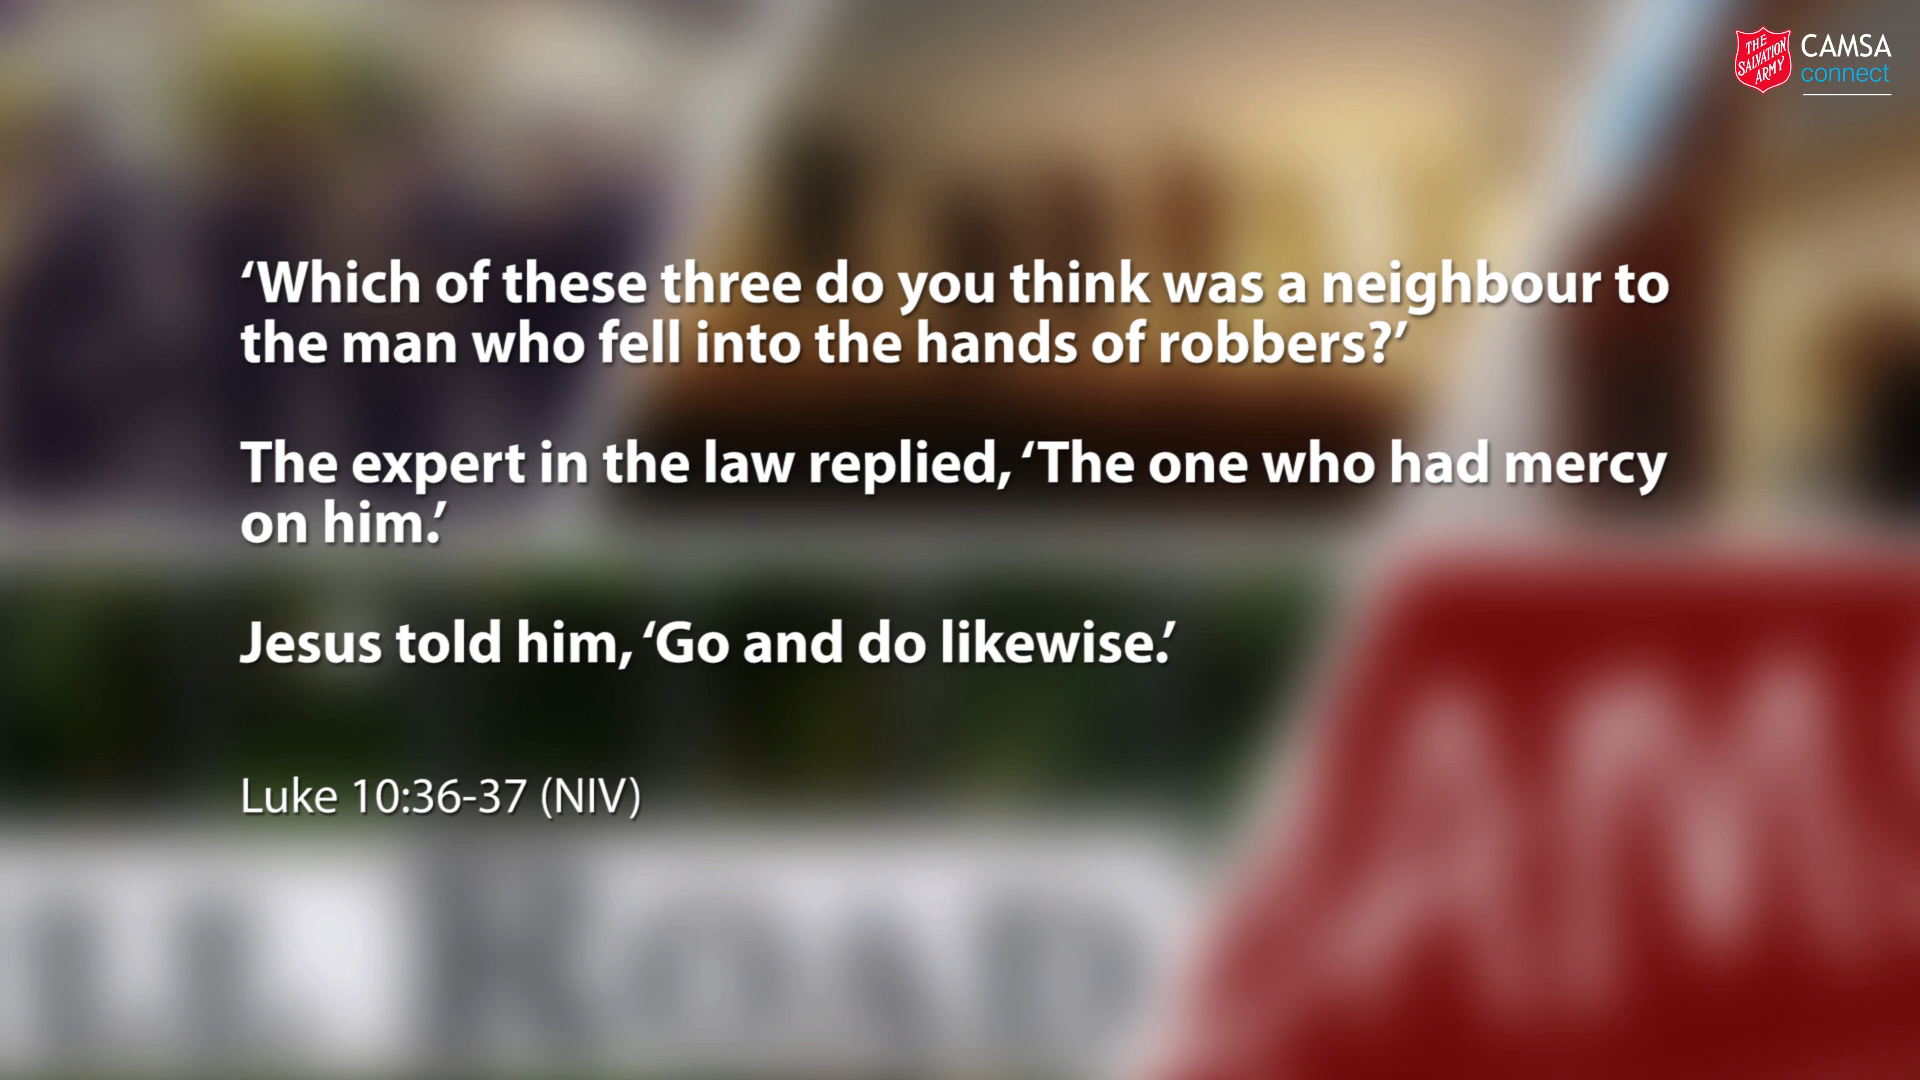 THE
SALVATION
ARMY
CAMSA
connect
‘Which of these three do you think was a neighbour to
the man who fell into the hands of robbers?’
The expert in the law replied, ‘The one who had mercy
on him.’
Jesus told him, ‘Go and do likewise.’
Luke 10:36-37 (NIV)